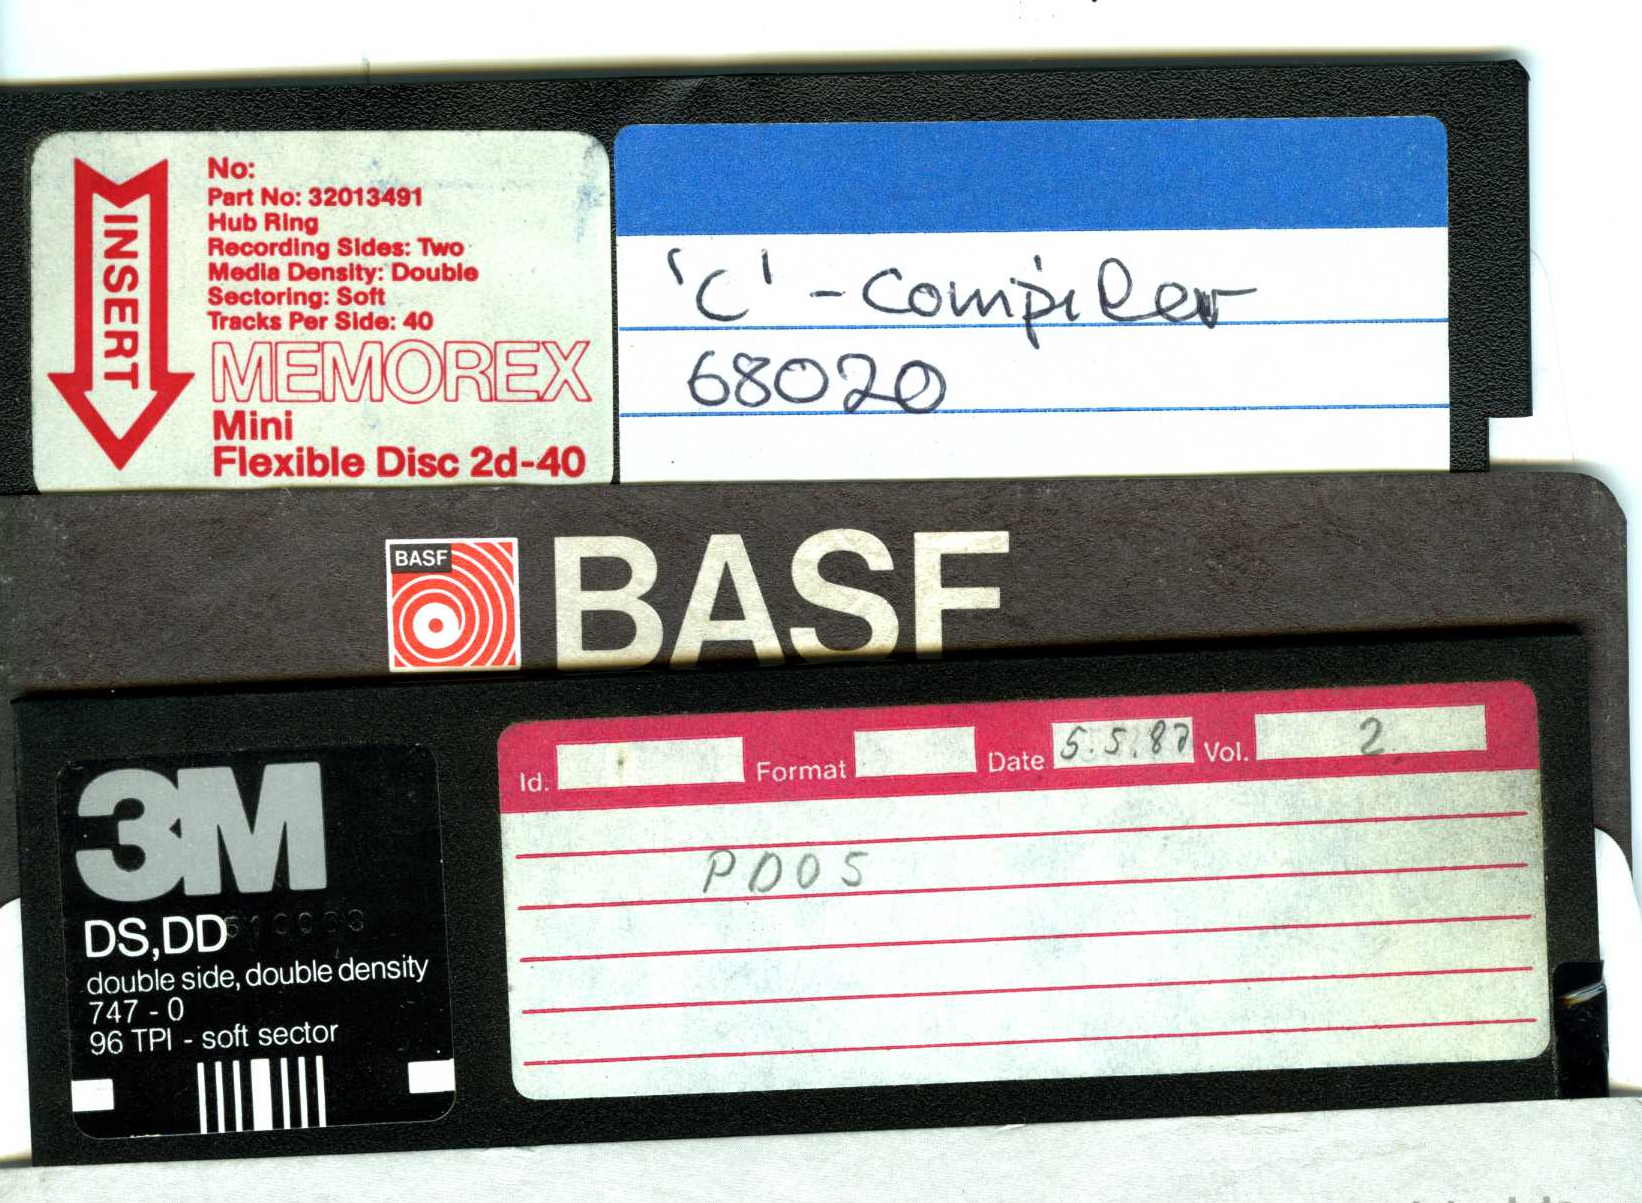 INSERT
No:
Part No: 32013491
Hub Ring
Recording Sides: Two
Media Density: Double
Sectoring: Soft
Tracks Per Side: 40
MEMOREX
Mini
Flexible Disc 2d-40
'C' - Compiler
68020
BASF
BASF
3M
DS,DD
double side, double density
747 - 0
96 TPI - soft sector
Id. Format Date 5.5.87 Vol. 2
PDOS